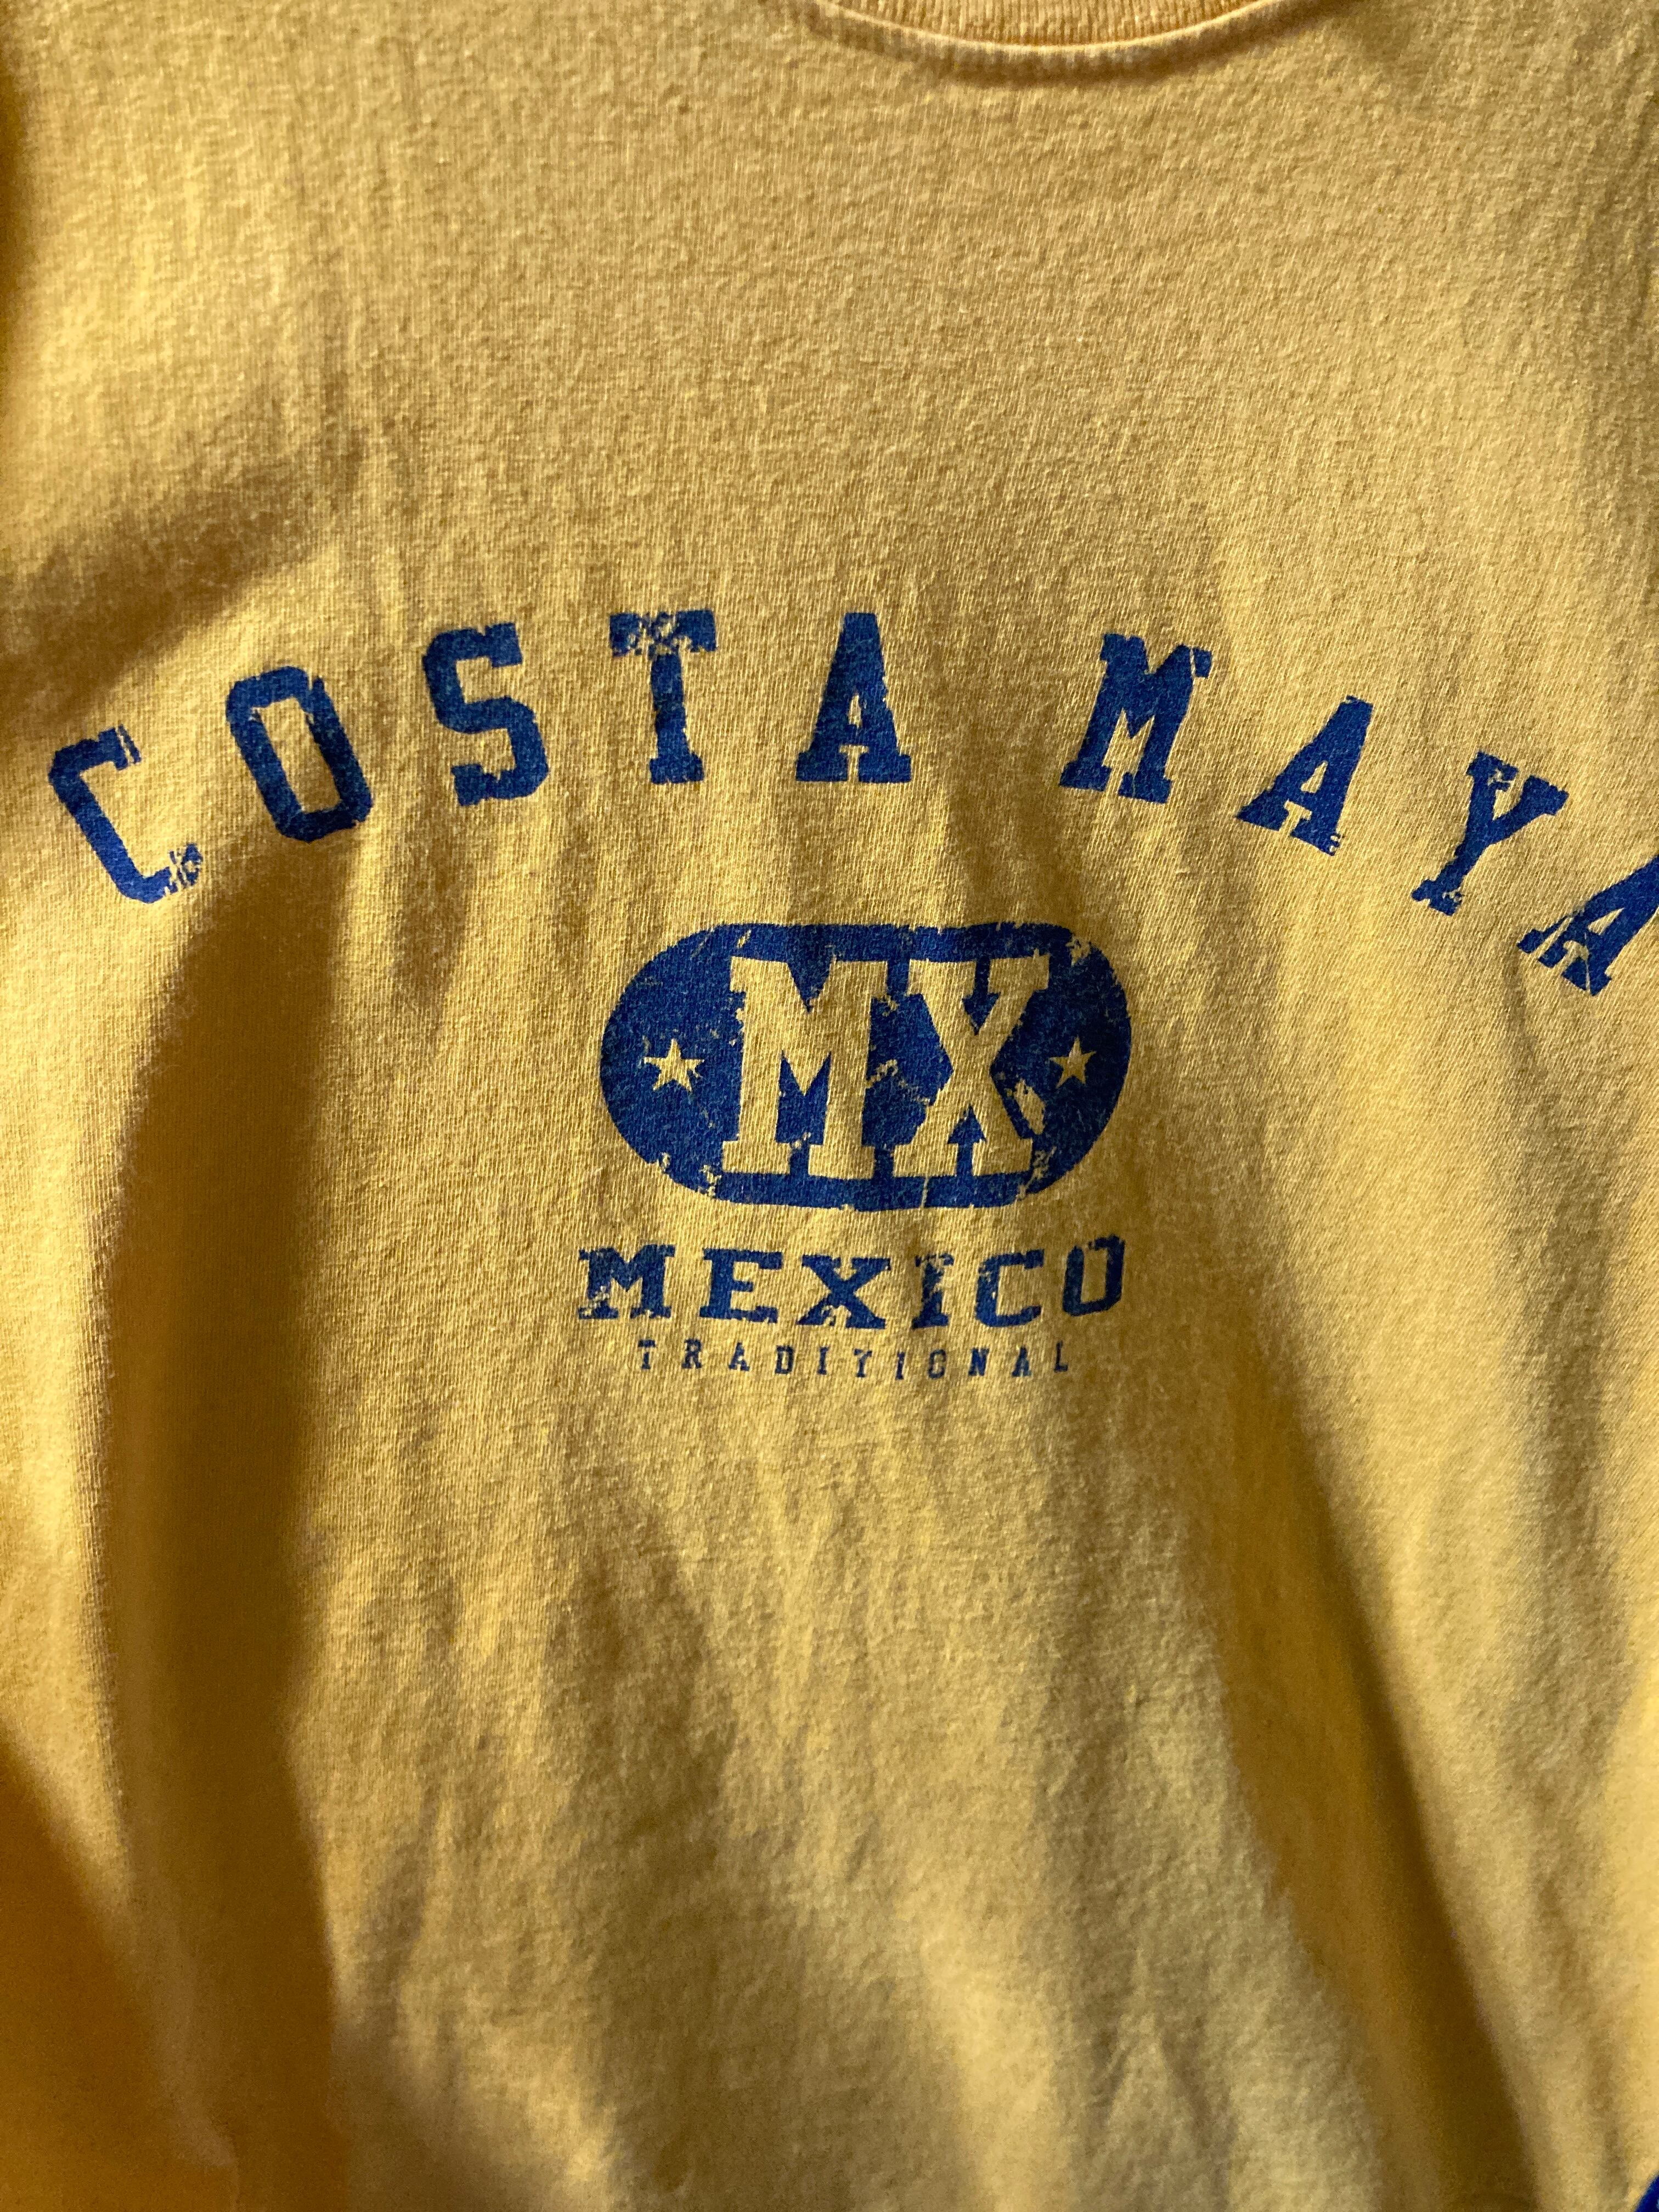 COSTA MAYA
MX
MEXICO
TRADITIONAL